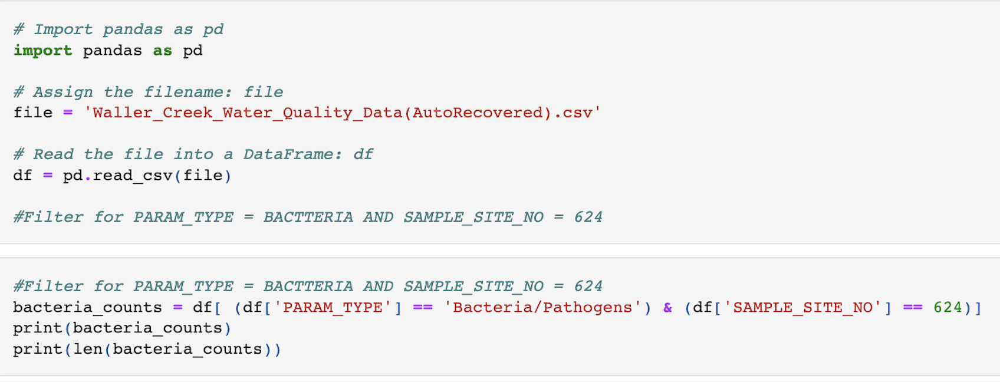 # Import pandas as pd
import pandas as pd
# Assign the filename: file
file = 'Waller_Creek_Water_Quality_Data(AutoRecovered).csv'
# Read the file into a DataFrame: df
df = pd.read_csv(file)
#Filter for PARAM_TYPE = BACTTERIA AND SAMPLE_SITE_NO = 624
#Filter for PARAM_TYPE = BACTTERIA AND SAMPLE_SITE_NO = 624
bacteria_counts = df[ (df['PARAM_TYPE'] == 'Bacteria/Pathogens') & (df['SAMPLE_SITE_NO'] == 624)]
print(bacteria_counts)
print(len(bacteria_counts))